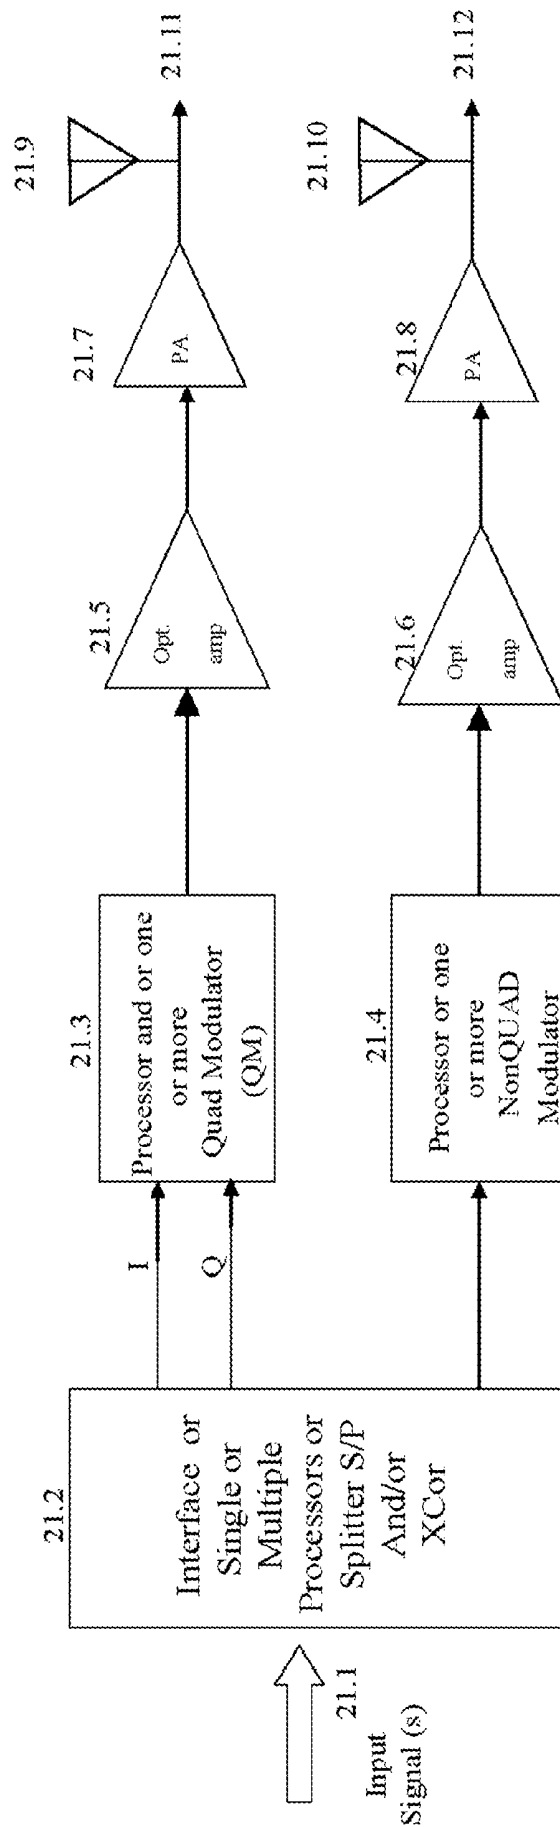 21.1
Input
Signal (s)
21.2
Interface or
Single or
Multiple
Processors or
Splitter S/P
And/or
XCor
I
Q
21.3
Processor and or one
or more
Quad Modulator
(QM)
21.5
Opt.
amp
21.7
PA
21.9
21.11
21.4
Processor or one
or more
NonQUAD
Modulator
21.6
Opt.
amp
21.8
PA
21.10
21.12